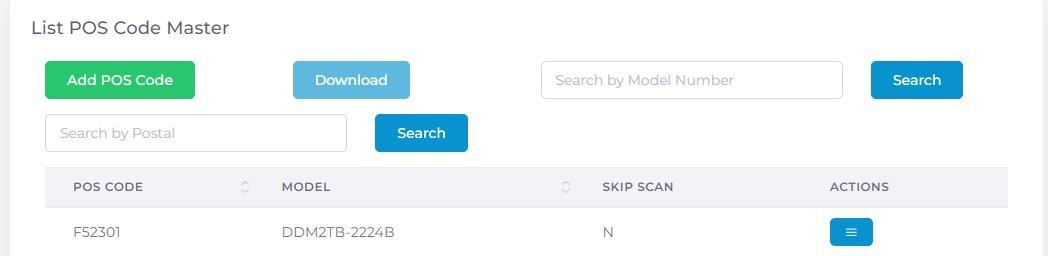 List POS Code Master
Add POS Code Download Search by Model Number Search
Search by Postal Search
POS CODE MODEL SKIP SCAN ACTIONS
F52301 DDM2TB-2224B N